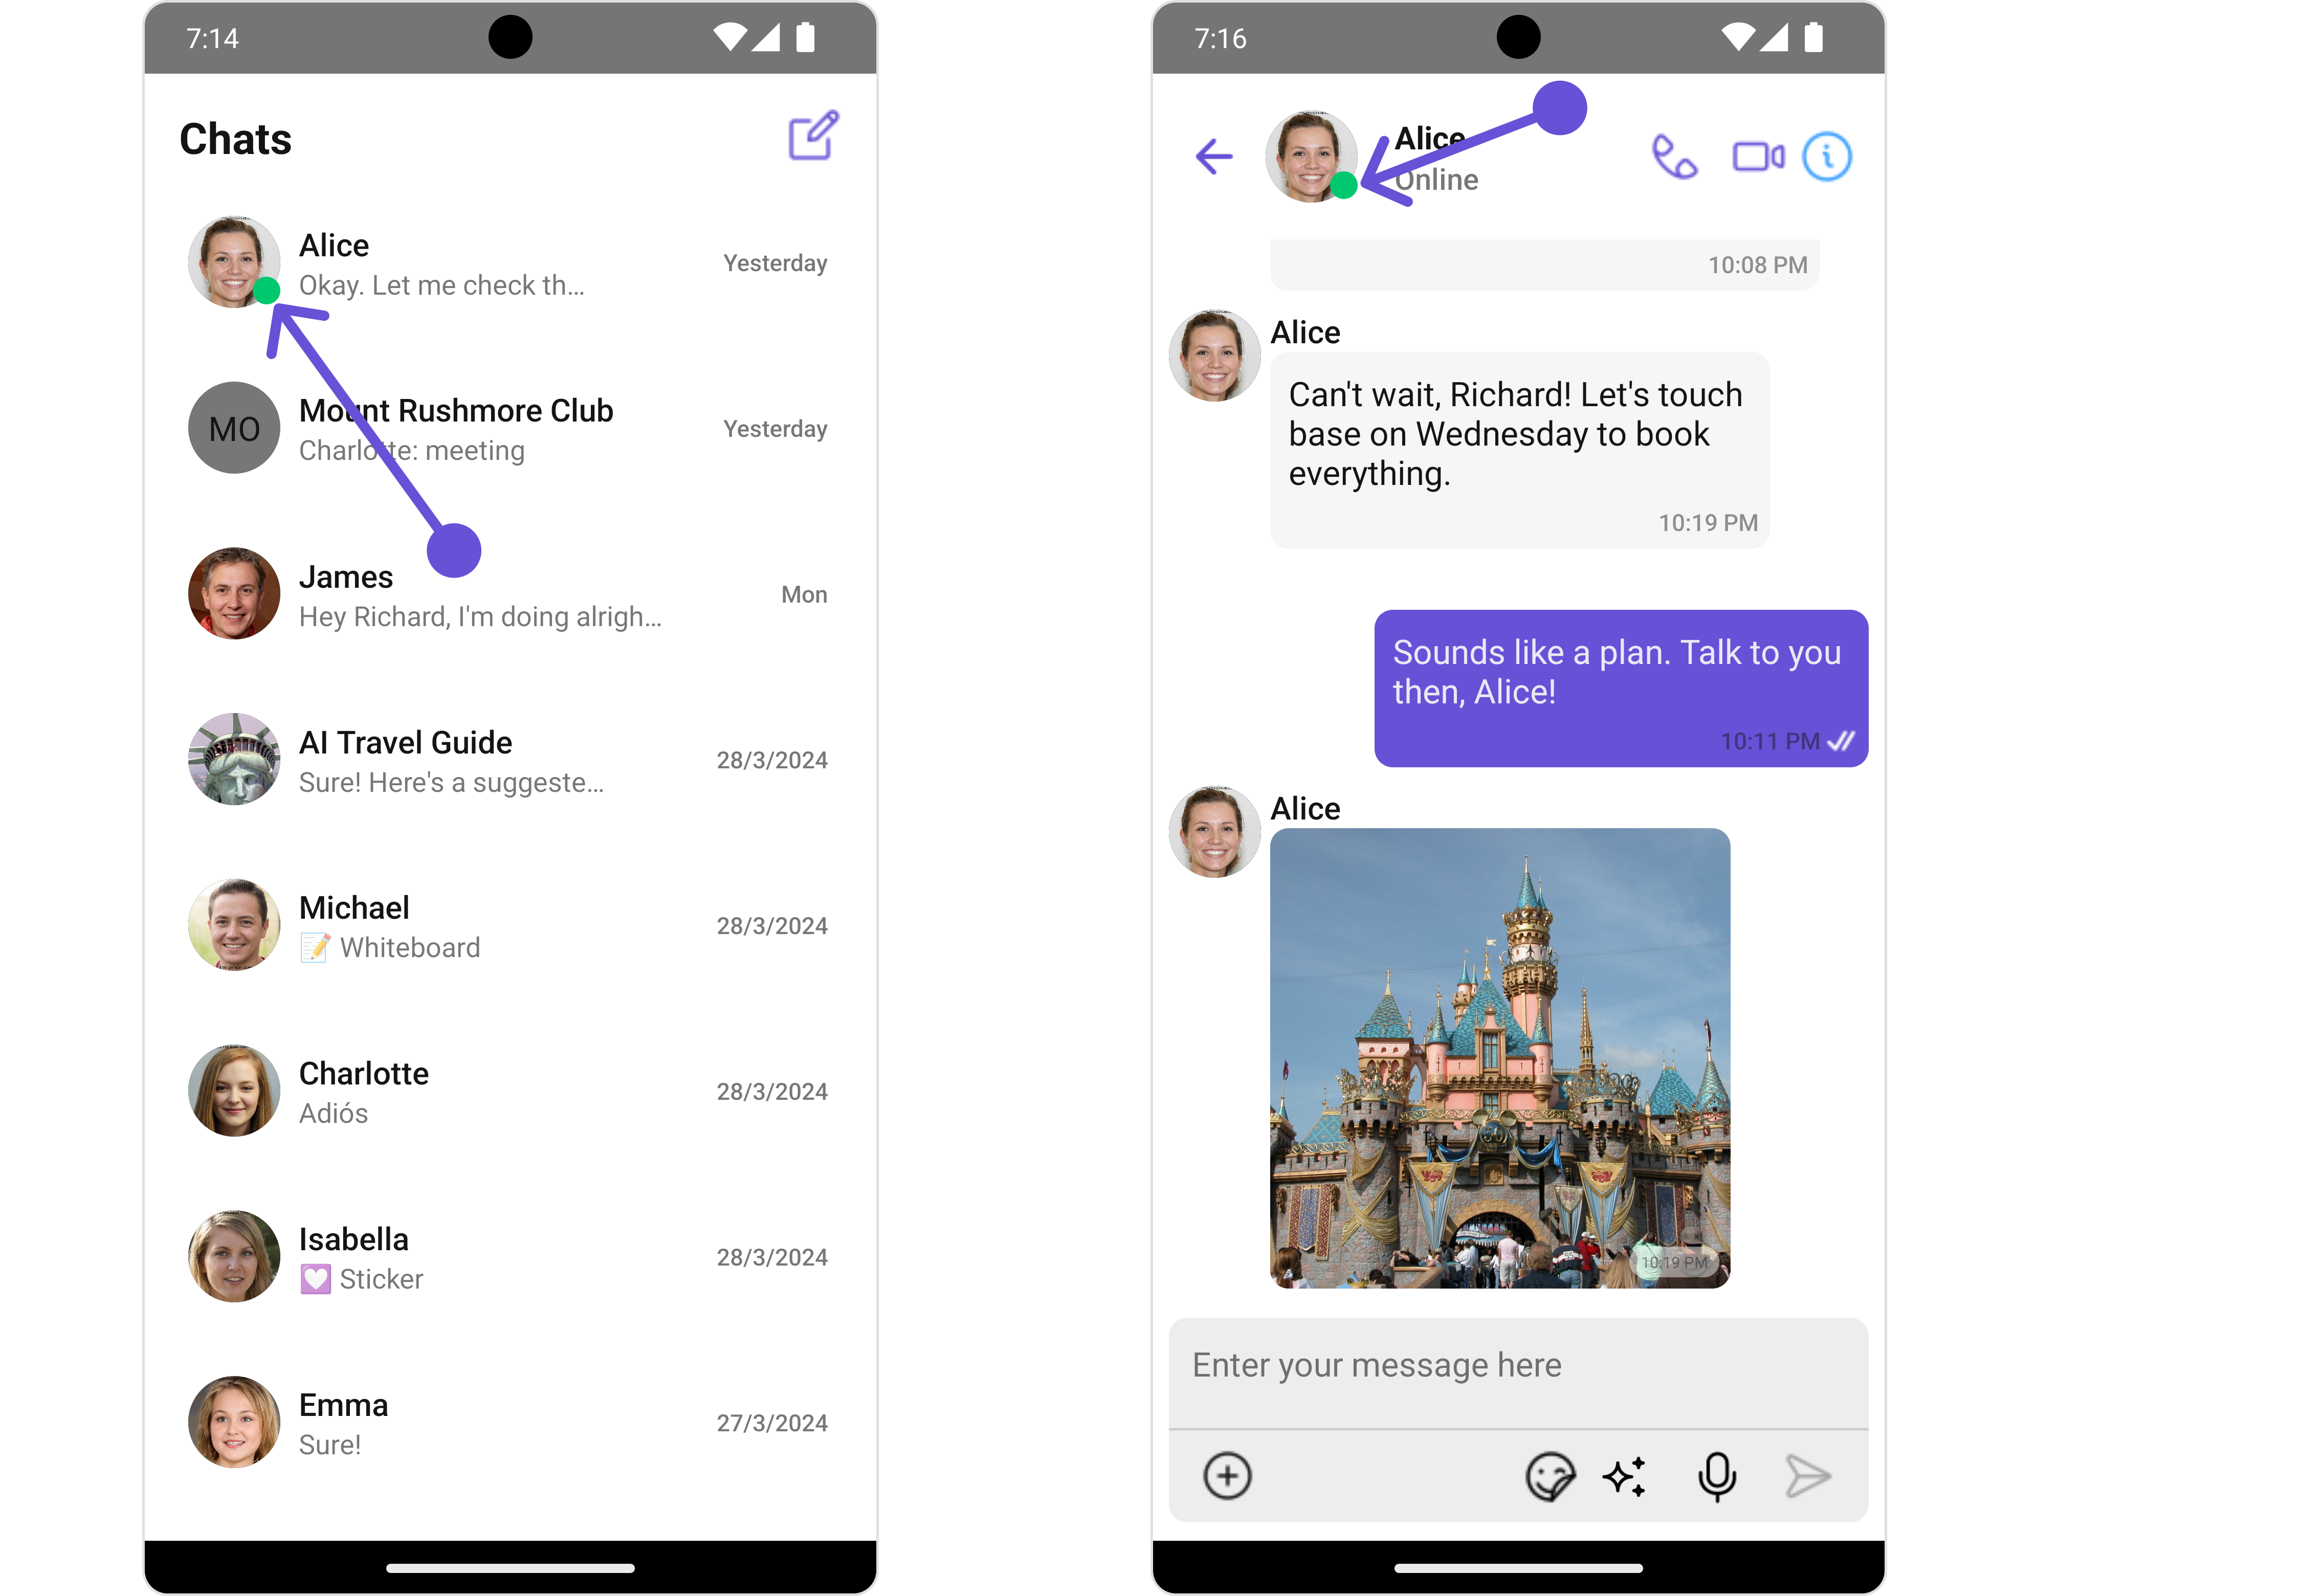 7:14
Chats
Alice
Okay. Let me check th...
Yesterday
MO
Mount Rushmore Club
Charlotte: meeting
Yesterday
James
Hey Richard, I'm doing alrigh...
Mon
AI Travel Guide
Sure! Here's a suggeste...
28/3/2024
Michael
Whiteboard
28/3/2024
Charlotte
Adiós
28/3/2024
Isabella
Sticker
28/3/2024
Emma
Sure!
27/3/2024
7:16
Alice
Online
10:08 PM
Alice
Can't wait, Richard! Let's touch
base on Wednesday to book
everything.
10:19 PM
Sounds like a plan. Talk to you
then, Alice!
10:11 PM
Alice
10:19 PM
Enter your message here